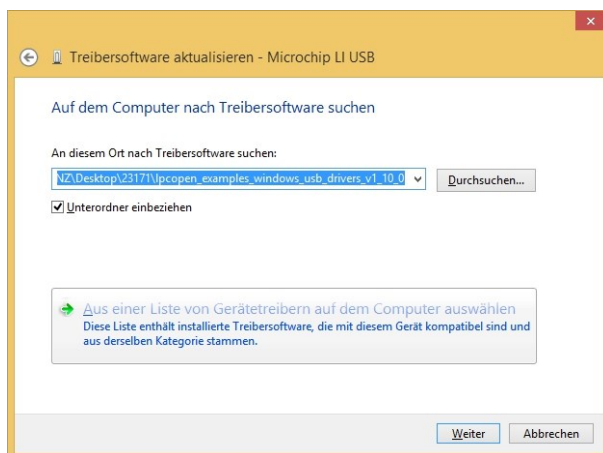 Treibersoftware aktualisieren - Microchip LI USB
Auf dem Computer nach Treibersoftware suchen
An diesem Ort nach Treibersoftware suchen:
NZ\Desktop\23171\lpcopen_examples_windows_usb_drivers_v1_10_0
Durchsuchen...
Unterordner einbeziehen
Aus einer Liste von Gerätetreibern auf dem Computer auswählen
Diese Liste enthält installierte Treibersoftware, die mit diesem Gerät kompatibel sind und
aus derselben Kategorie stammen.
Weiter
Abbrechen